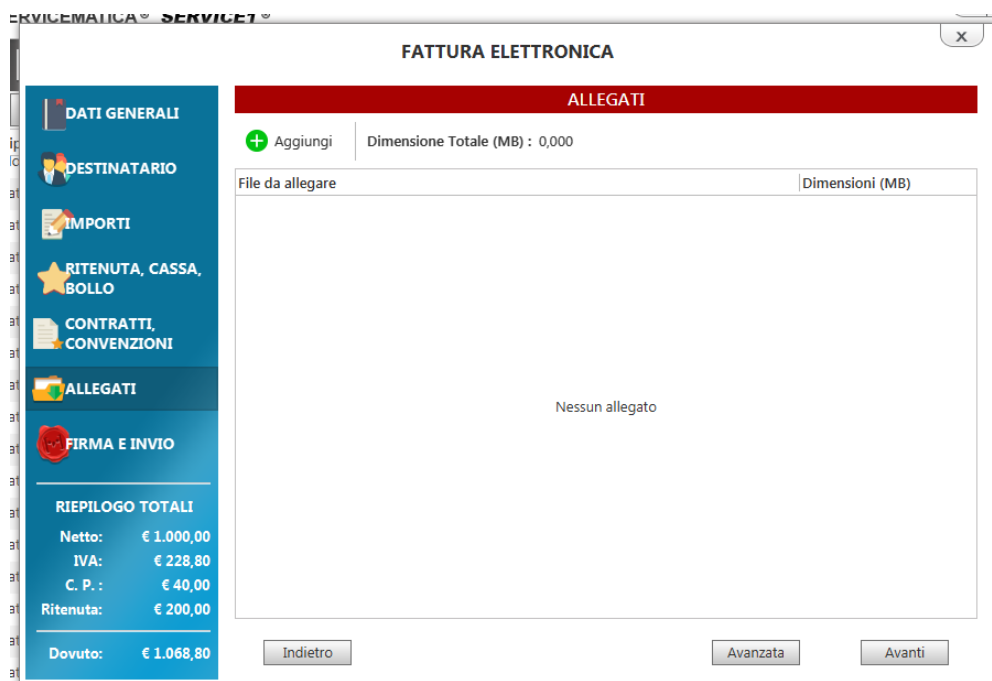 SERVICEMATICA® SERVICE1®
FATTURA ELETTRONICA
x
DATI GENERALI
DESTINATARIO
IMPORTI
RITENUTA, CASSA,
BOLLO
CONTRATTI,
CONVENZIONI
ALLEGATI
FIRMA E INVIO
RIEPILOGO TOTALI
Netto: € 1.000,00
IVA: € 228,80
C. P. : € 40,00
Ritenuta: € 200,00
Dovuto: € 1.068,80
ALLEGATI
Aggiungi
Dimensione Totale (MB) : 0,000
File da allegare
Dimensioni (MB)
Nessun allegato
Indietro
Avanzata
Avanti